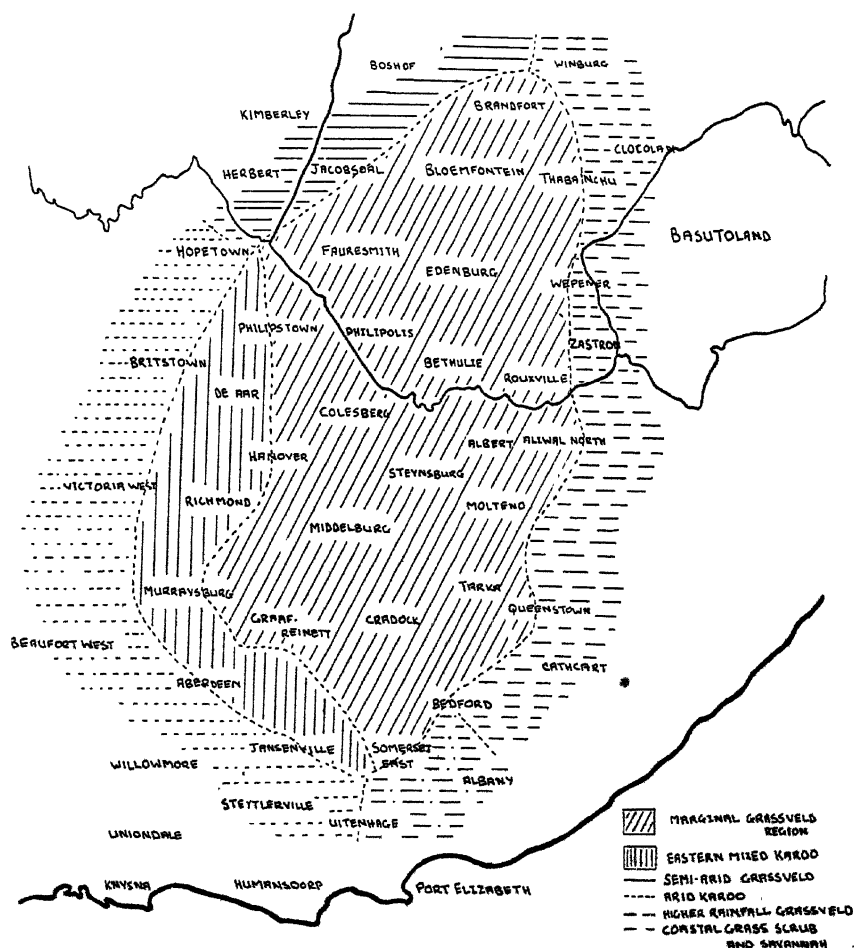 BOSHOF
WINBURG
BRANDFORT
KIMBERLEY
CLOCOLAN
HERBERT
JACOBSDAL
BLOEMFONTEIN
THABANCHU
BASUTOLAND
HOPETOWN
FAURESMITH
EDENBURG
WEPENER
PHILIPSTOWN
PHILIPOLIS
ZASTRON
BRITSTOWN
BETHULIE
ROUXVILLE
DE AAR
COLESBERG
ALBERT
ALIWAL NORTH
HANOVER
STEYNSBURG
VICTORIA WEST
RICHMOND
MOLTENO
MIDDELBURG
MURRAYSBURG
TARKA
QUEENSTOWN
GRAAF-
REINETT
CRADOCK
BEAUFORT WEST
CATHCART
ABERDEEN
BEDFORD
JANSENVILLE
SOMERSET
EAST
WILLOWMORE
ALBANY
STEYTLERVILLE
UITENHAGE
UNIONDALE
KNYSNA
HUMANSDORP
PORT ELIZABETH
MARGINAL GRASSVELD
REGION
EASTERN MIXED KAROO
SEMI-ARID GRASSVELD
ARID KAROO
HIGHER RAINFALL GRASSVELD
COASTAL GRASS SCRUB
AND SAVANNAH